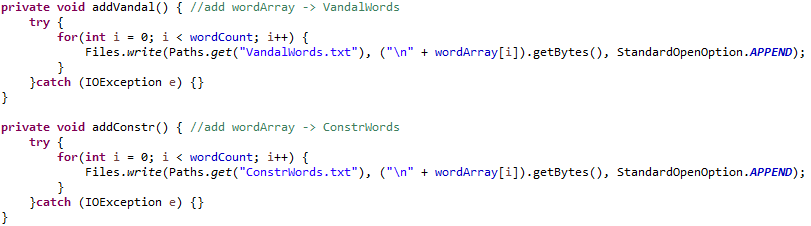 private void addVandal() { //add wordArray -> VandalWords
    try {
        for(int i = 0; i < wordCount; i++) {
            Files.write(Paths.get("VandalWords.txt"), ("\n" + wordArray[i]).getBytes(), StandardOpenOption.APPEND);
        }
    }catch (IOException e) {}
}

private void addConstr() { //add wordArray -> ConstrWords
    try {
        for(int i = 0; i < wordCount; i++) {
            Files.write(Paths.get("ConstrWords.txt"), ("\n" + wordArray[i]).getBytes(), StandardOpenOption.APPEND);
        }
    }catch (IOException e) {}
}